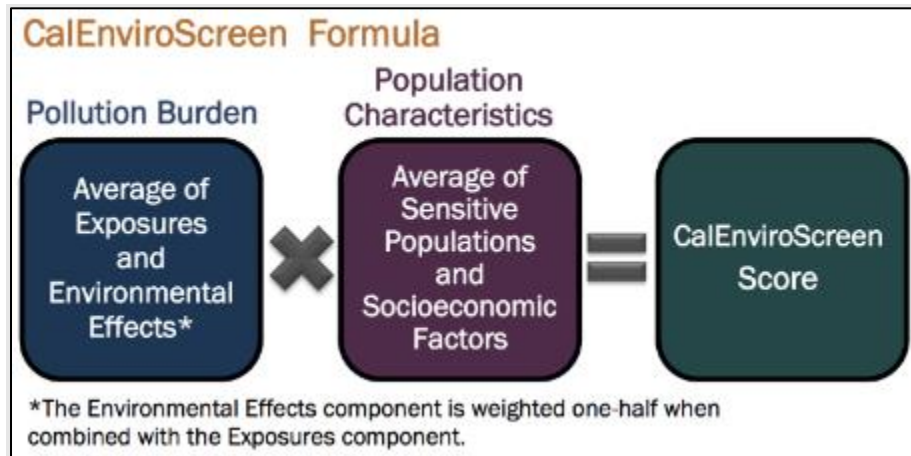 CalEnviroScreen Formula
Pollution Burden
Population
Characteristics
Average of
Exposures
and
Environmental
Effects*
Average of
Sensitive
Populations
and
Socioeconomic
Factors
CalEnviroScreen
Score
*The Environmental Effects component is weighted one-half when
combined with the Exposures component.